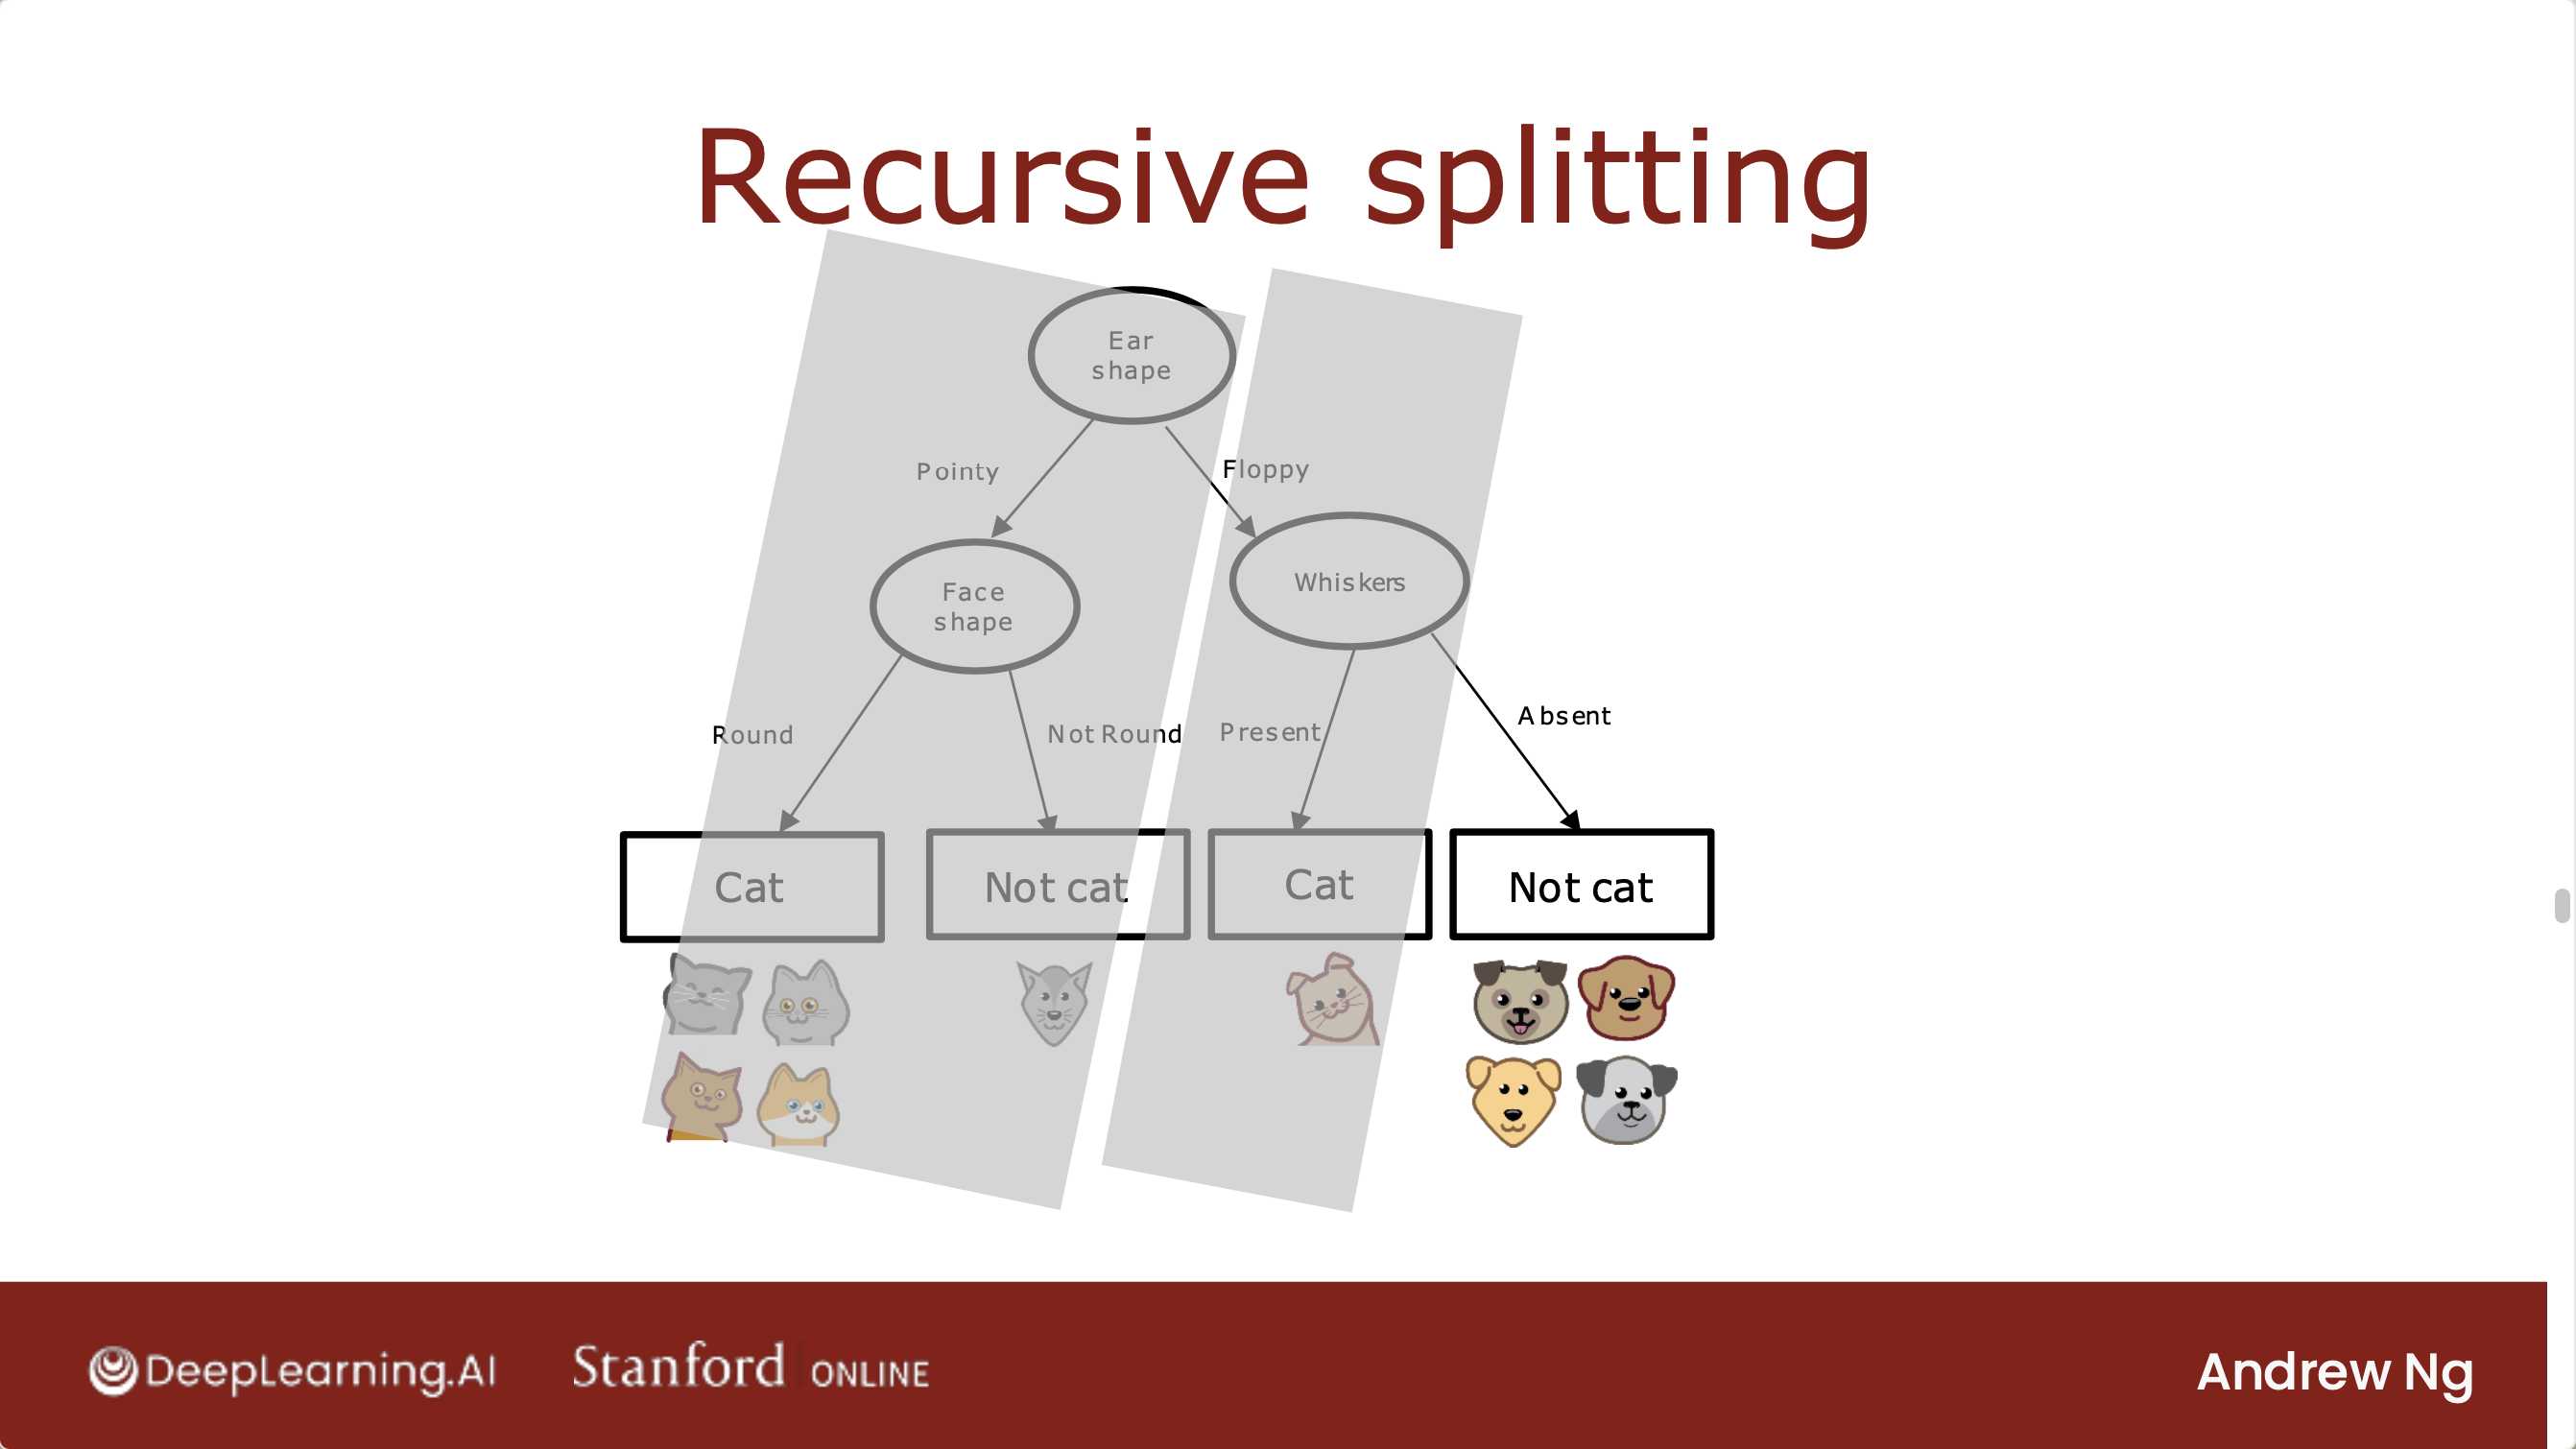 Recursive splitting
Ear
shape
Pointy
Floppy
Face
shape
Whiskers
Round
Not Round
Present
Absent
Cat
Not cat
Cat
Not cat
DeepLearning.AI
Stanford ONLINE
Andrew Ng